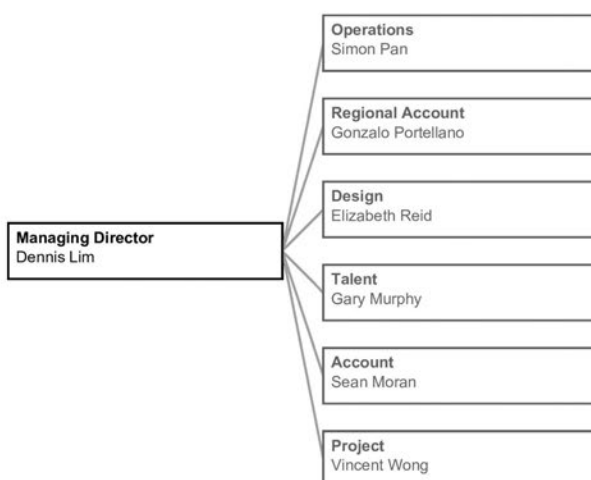 Operations
Simon Pan
Regional Account
Gonzalo Portellano
Design
Elizabeth Reid
Managing Director
Dennis Lim
Talent
Gary Murphy
Account
Sean Moran
Project
Vincent Wong